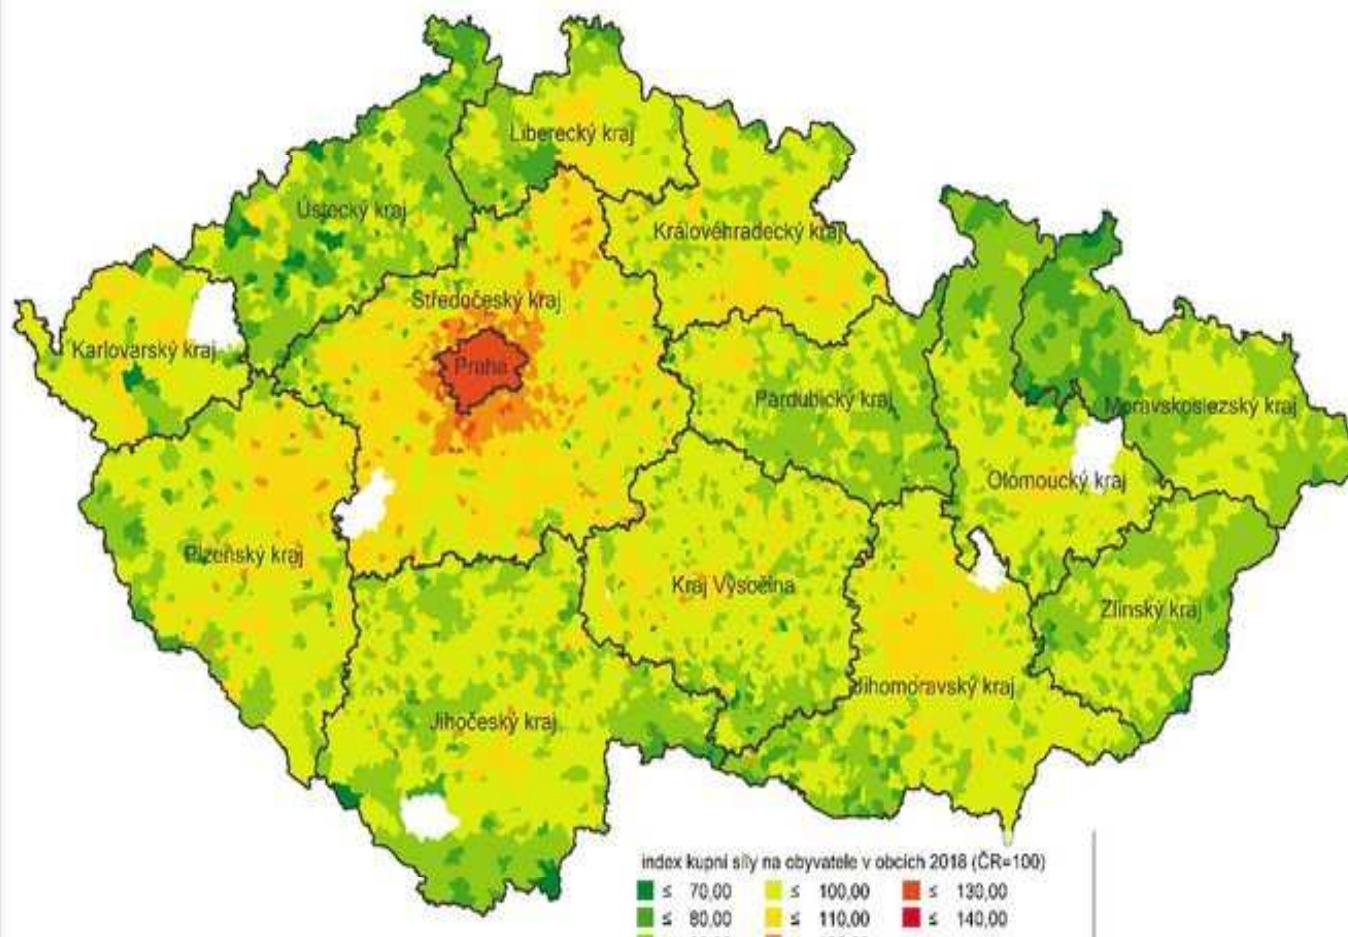 Liberecký kraj
Ústecký kraj
Královéhradecký kraj
Středočeský kraj
Karlovarský kraj
Praha
Pardubický kraj
Moravskoslezský kraj
Olomoucký kraj
Plzeňský kraj
Kraj Vysočina
Zlínský kraj
Jihomoravský kraj
Jihočeský kraj
index kupní síly na obyvatele v obcích 2018 (ČR=100)
≤ 70,00 ≤ 100,00 ≤ 130,00
≤ 80,00 ≤ 110,00 ≤ 140,00